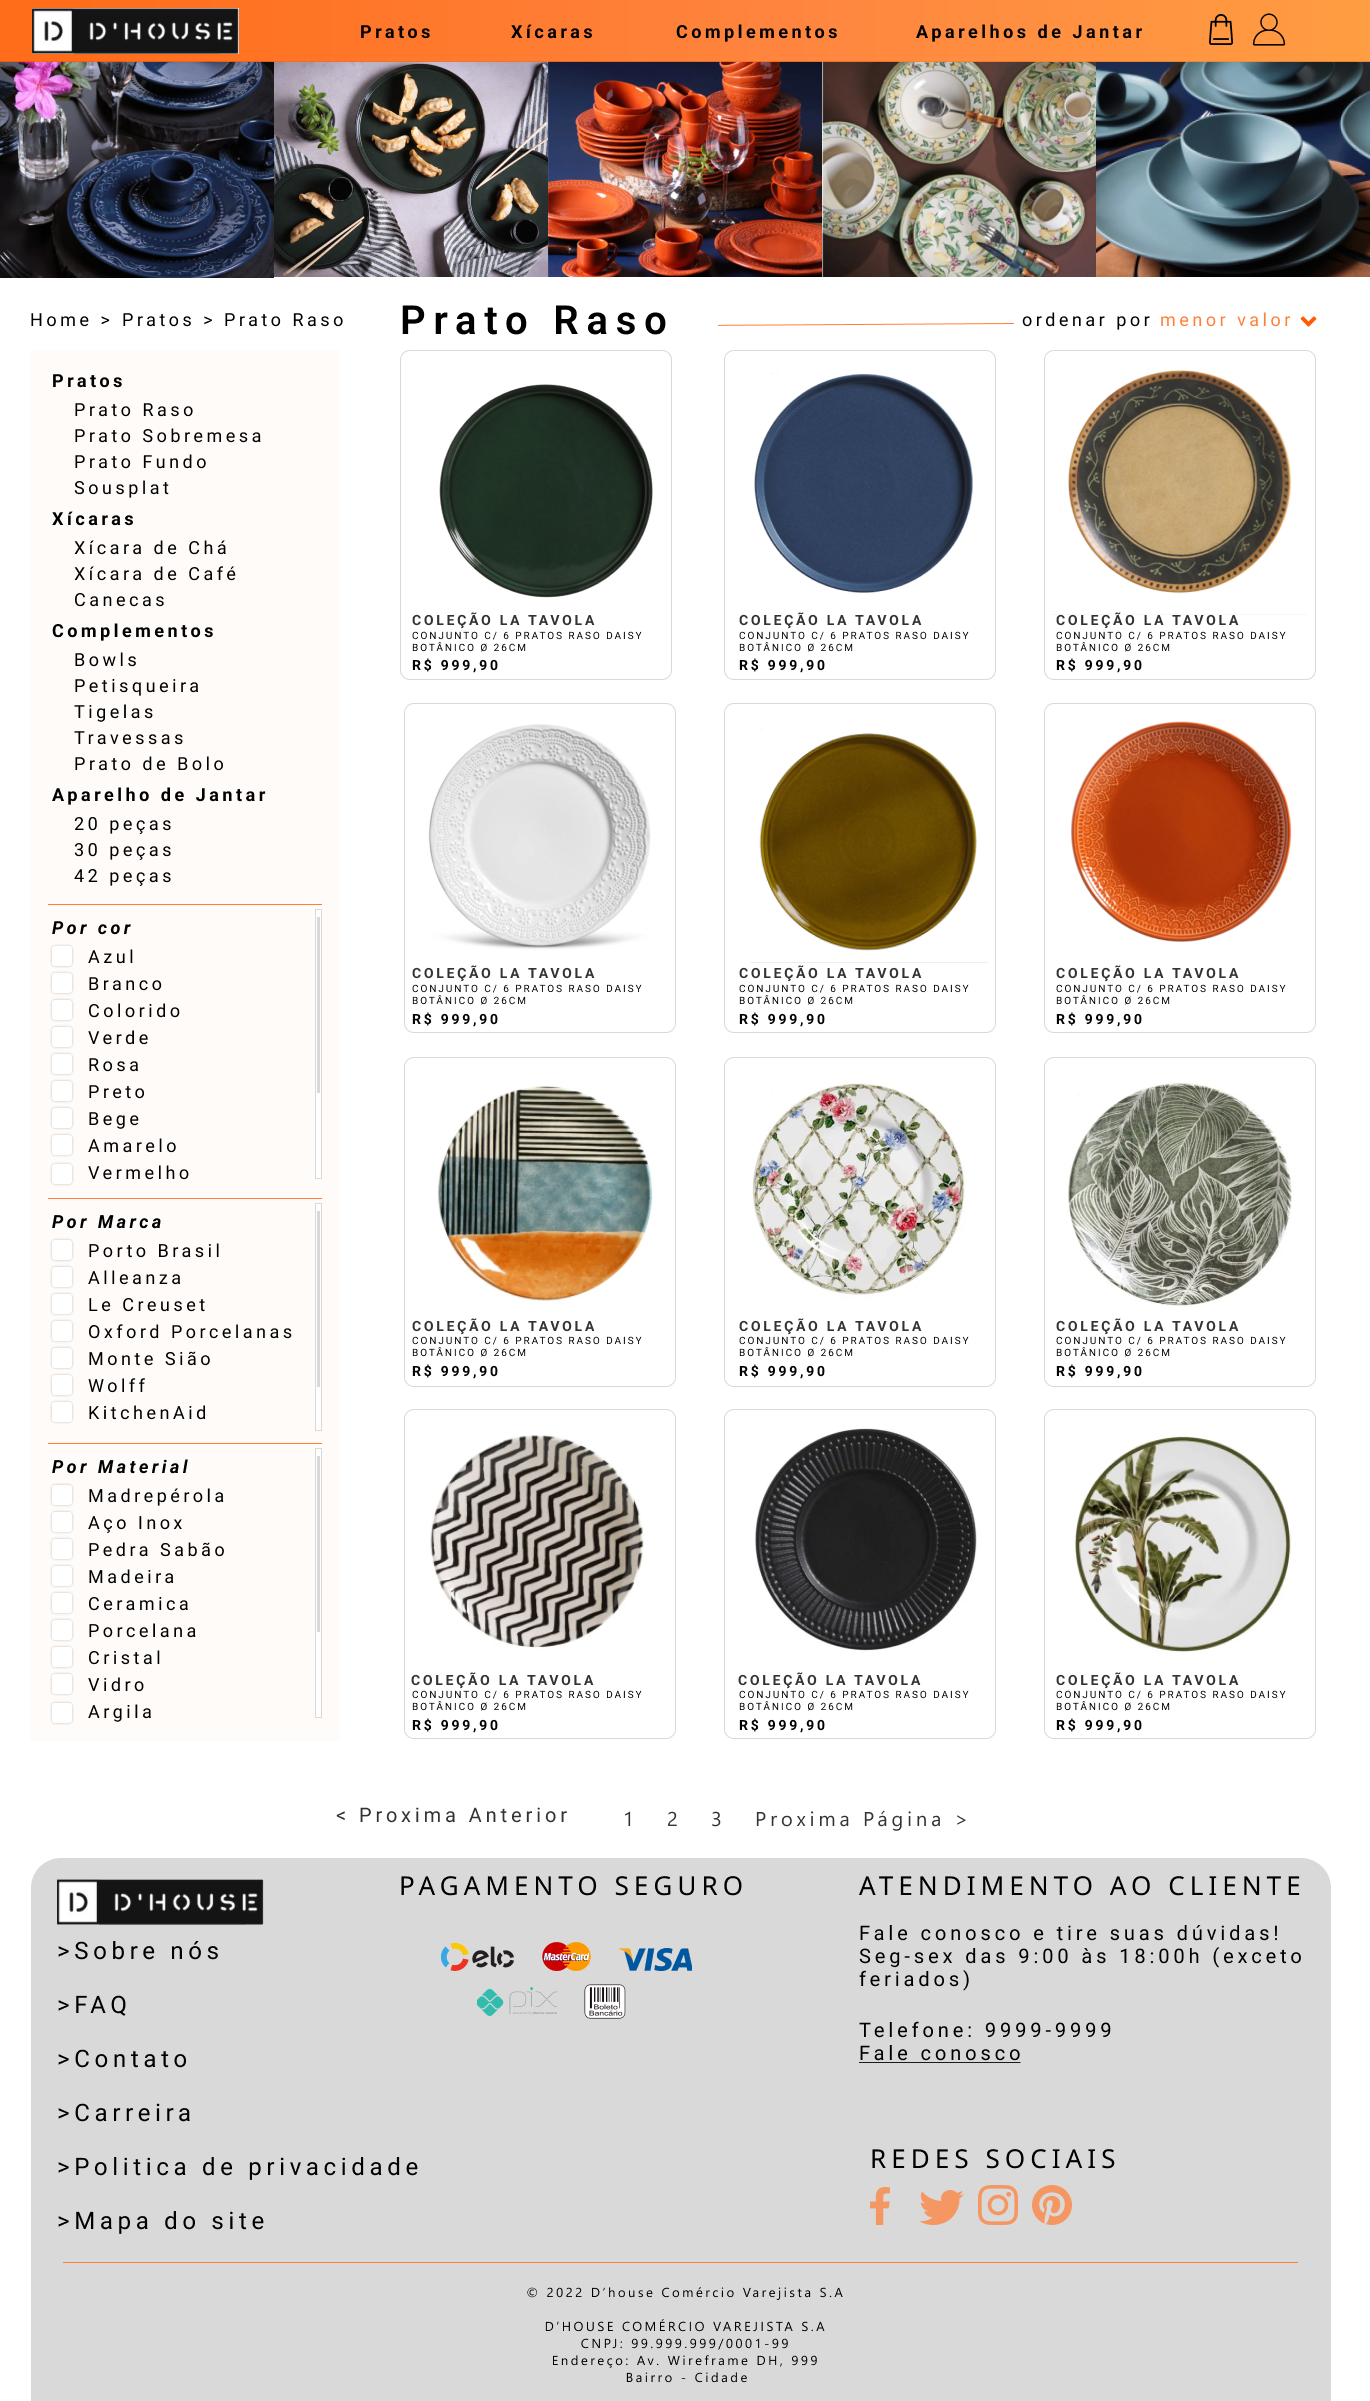 D D'HOUSE
Pratos Xícaras Complementos Aparelhos de Jantar
Home > Pratos > Prato Raso
Prato Raso
ordenar por menor valor
Pratos
Prato Raso
Prato Sobremesa
Prato Fundo
Sousplat
Xícaras
Xícara de Chá
Xícara de Café
Canecas
Complementos
Bowls
Petisqueira
Tigelas
Travessas
Prato de Bolo
Aparelho de Jantar
20 peças
30 peças
42 peças
Por cor
Azul
Branco
Colorido
Verde
Rosa
Preto
Bege
Amarelo
Vermelho
Por Marca
Porto Brasil
Alleanza
Le Creuset
Oxford Porcelanas
Monte Sião
Wolff
KitchenAid
Por Material
Madrepérola
Aço Inox
Pedra Sabão
Madeira
Ceramica
Porcelana
Cristal
Vidro
Argila
COLEÇÃO LA TAVOLA
CONJUNTO C/ 6 PRATOS RASO DAISY
BOTÂNICO Ø 26CM
R$ 999,90
COLEÇÃO LA TAVOLA
CONJUNTO C/ 6 PRATOS RASO DAISY
BOTÂNICO Ø 26CM
R$ 999,90
COLEÇÃO LA TAVOLA
CONJUNTO C/ 6 PRATOS RASO DAISY
BOTÂNICO Ø 26CM
R$ 999,90
COLEÇÃO LA TAVOLA
CONJUNTO C/ 6 PRATOS RASO DAISY
BOTÂNICO Ø 26CM
R$ 999,90
COLEÇÃO LA TAVOLA
CONJUNTO C/ 6 PRATOS RASO DAISY
BOTÂNICO Ø 26CM
R$ 999,90
COLEÇÃO LA TAVOLA
CONJUNTO C/ 6 PRATOS RASO DAISY
BOTÂNICO Ø 26CM
R$ 999,90
COLEÇÃO LA TAVOLA
CONJUNTO C/ 6 PRATOS RASO DAISY
BOTÂNICO Ø 26CM
R$ 999,90
COLEÇÃO LA TAVOLA
CONJUNTO C/ 6 PRATOS RASO DAISY
BOTÂNICO Ø 26CM
R$ 999,90
COLEÇÃO LA TAVOLA
CONJUNTO C/ 6 PRATOS RASO DAISY
BOTÂNICO Ø 26CM
R$ 999,90
COLEÇÃO LA TAVOLA
CONJUNTO C/ 6 PRATOS RASO DAISY
BOTÂNICO Ø 26CM
R$ 999,90
COLEÇÃO LA TAVOLA
CONJUNTO C/ 6 PRATOS RASO DAISY
BOTÂNICO Ø 26CM
R$ 999,90
COLEÇÃO LA TAVOLA
CONJUNTO C/ 6 PRATOS RASO DAISY
BOTÂNICO Ø 26CM
R$ 999,90
< Proxima Anterior 1 2 3 Proxima Página >
D D'HOUSE
>Sobre nós
>FAQ
>Contato
>Carreira
>Politica de privacidade
>Mapa do site
PAGAMENTO SEGURO
elo MasterCard VISA
pix Boleto
Bancário
ATENDIMENTO AO CLIENTE
Fale conosco e tire suas dúvidas!
Seg-sex das 9:00 às 18:00h (exceto
feriados)
Telefone: 9999-9999
Fale conosco
REDES SOCIAIS
© 2022 D'house Comércio Varejista S.A
D'HOUSE COMÉRCIO VAREJISTA S.A
CNPJ: 99.999.999/0001-99
Endereço: Av. Wireframe DH, 999
Bairro - Cidade